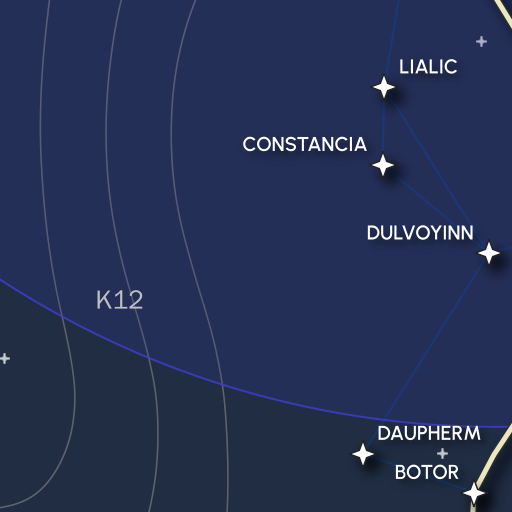 LIALIC
CONSTANCIA
DULVOYINN
K12
DAUPHERM
BOTOR